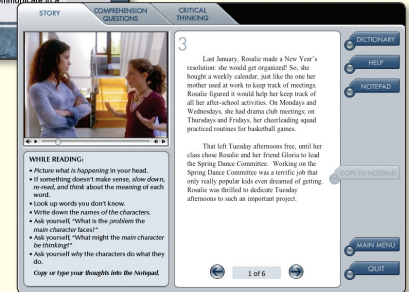 mmunicate in a
STORY
COMPREHENSION
QUESTIONS
CRITICAL
THINKING
3
Last January, Rosalie made a New Year's
resolution: she would get organized! So, she
bought a weekly calendar, just like the one her
mother used at work to keep track of meetings.
Rosalie figured it would help her keep track of
all her after-school activities. On Mondays and
Wednesdays, she had drama club meetings; on
Thursdays and Fridays, her cheerleading squad
practiced routines for basketball games.
That left Tuesday afternoons free, until her
class chose Rosalie and her friend Gloria to lead
the Spring Dance Committee. Working on the
Spring Dance Committee was a terrific job that
only really popular kids even dreamed of getting.
Rosalie was thrilled to dedicate Tuesday
afternoons to such an important project.
1 of 6
WHILE READING:
• Picture what is happening in your head.
• If something doesn't make sense, slow down,
re-read, and think about the meaning of each
word.
• Look up words you don't know.
• Write down the names of the characters.
• Ask yourself, "What is the problem the
main character faces?"
• Ask yourself, "What might the main character
be thinking?"
• Ask yourself why the characters do what they
do.
Copy or type your thoughts into the Notepad.
DICTIONARY
HELP
NOTEPAD
COPY TO NOTEPAD
MAIN MENU
QUIT